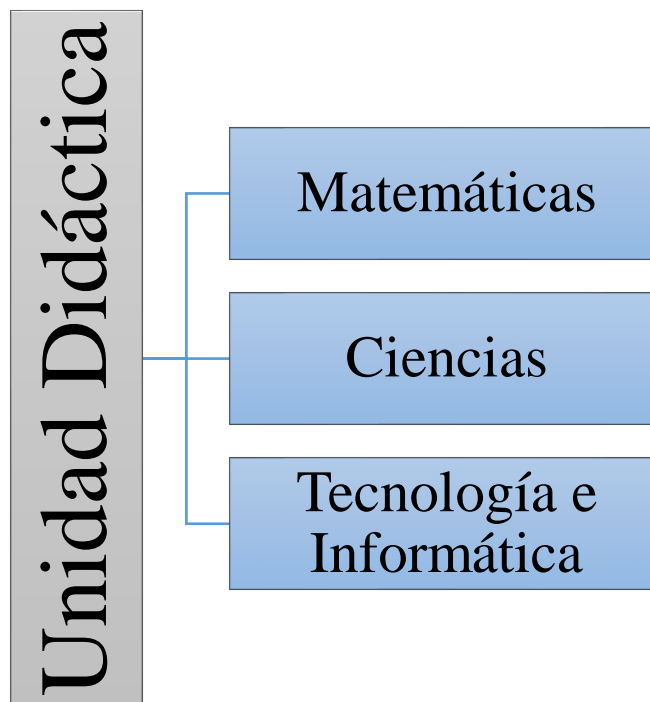 Unidad Didáctica
Matemáticas
Ciencias
Tecnología e
Informática